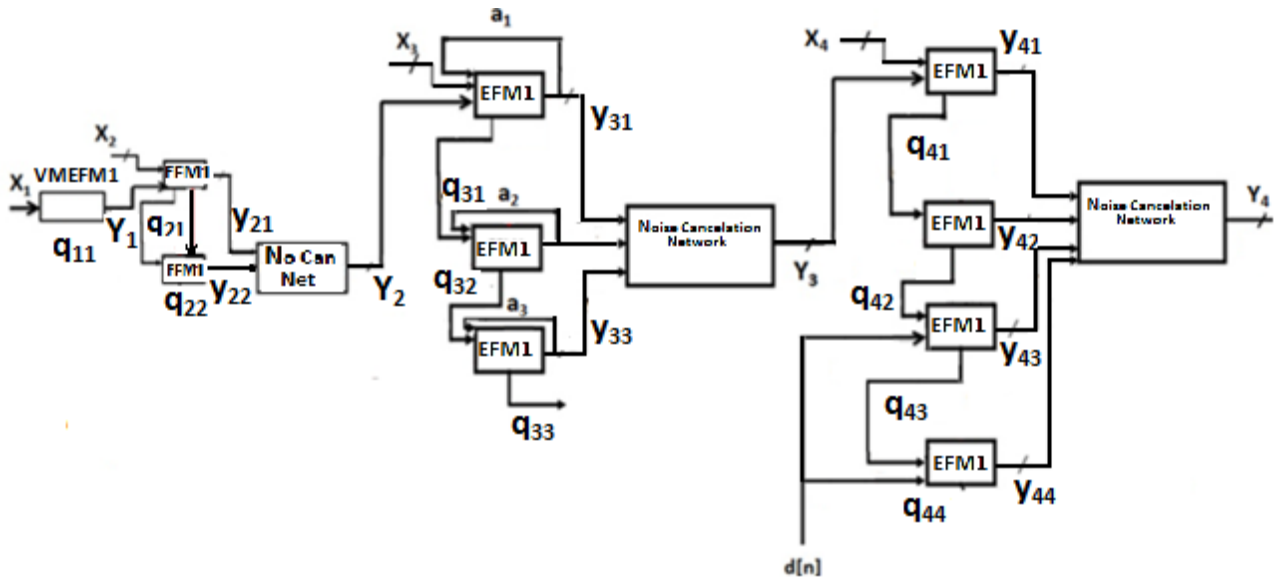 X₁
VMEFM1
q₁₁
Y₁
X₂
FFM1
q₂₁
y₂₁
FFM1
q₂₂
y₂₂
No Can
Net
Y₂
a₁
X₃
EFM1
y₃₁
q₃₁
a₂
EFM1
q₃₂
a₃
EFM1
y₃₃
q₃₃
Noise Cancelation
Network
Y₃
X₄
EFM1
y₄₁
q₄₁
EFM1
y₄₂
q₄₂
EFM1
y₄₃
q₄₃
EFM1
y₄₄
q₄₄
d[n]
Noise Cancelation
Network
Y₄